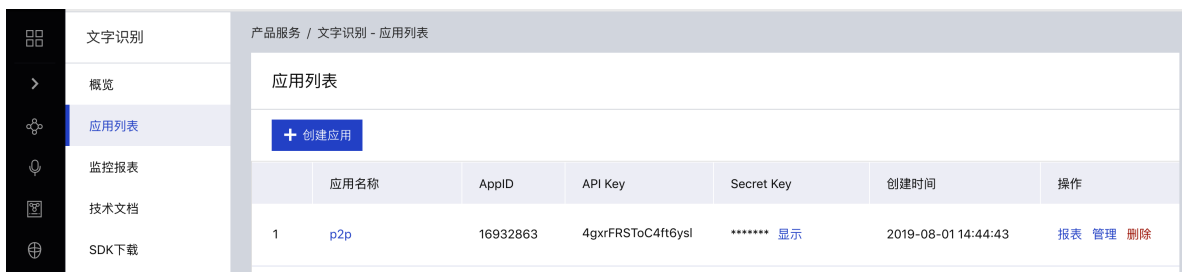 文字识别
概览
应用列表
监控报表
技术文档
SDK下载
产品服务 / 文字识别 - 应用列表
应用列表
+ 创建应用
应用名称 AppID API Key Secret Key 创建时间 操作
1 p2p 16932863 4gxrFRSToC4ft6ysl ******* 显示 2019-08-01 14:44:43 报表 管理 删除